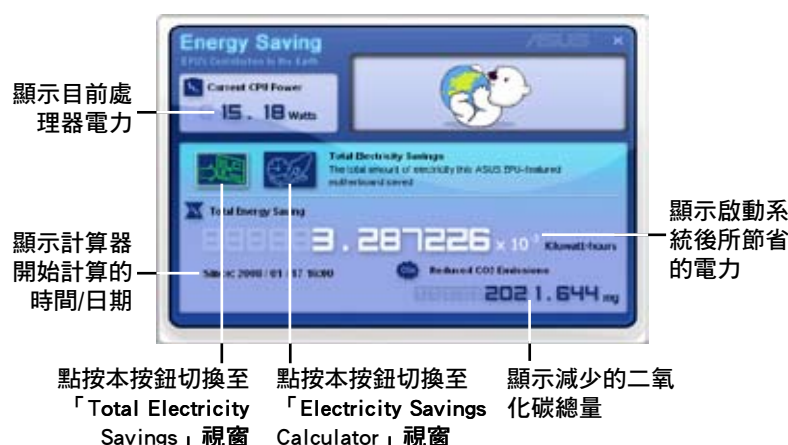 Energy Saving
EPU's Contribution to the Earth
ASUS
Current CPU Power
15.18 Watts
顯示目前處
理器電力
Total Electricity Savings
The total amount of electricity this ASUS EPU-featured
motherboard saved
Total Energy Saving
3.287226 × 10
Kilowatt-hours
顯示啟動系
統後所節省
的電力
顯示計算器
開始計算的
時間/日期
Since: 2008 / 01 / 17 16:00
Reduced CO2 Emissions
2021.644 mg
點按本按鈕切換至
「Total Electricity
Savings」視窗
點按本按鈕切換至
「Electricity Savings
Calculator」視窗
顯示減少的二氧
化碳總量